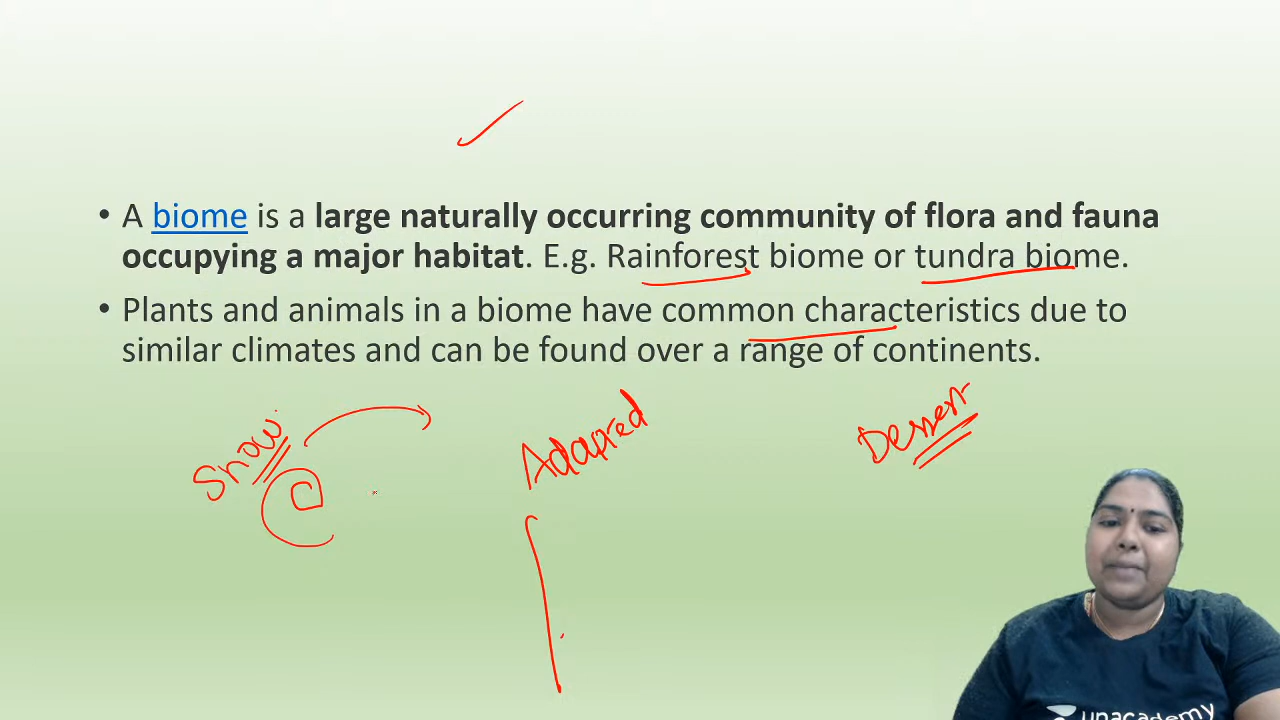 • A biome is a large naturally occurring community of flora and fauna
occupying a major habitat. E.g. Rainforest biome or tundra biome.
• Plants and animals in a biome have common characteristics due to
similar climates and can be found over a range of continents.
Snow
Adapted
Dessert
unacademy